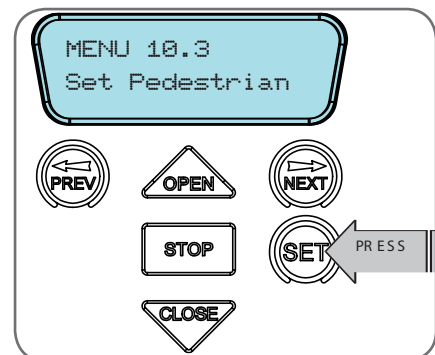 MENU 10.3
Set Pedestrian
PREV
OPEN
NEXT
STOP
SET
PRESS
CLOSE